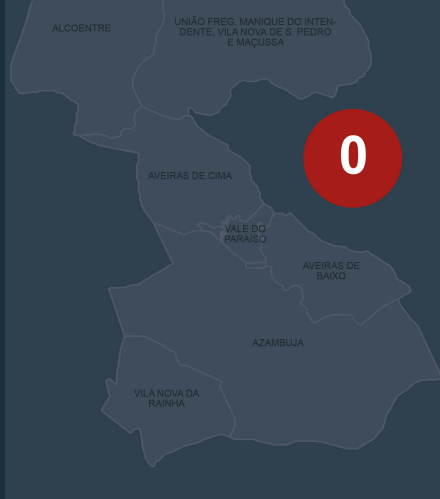 ALCOENTRE
UNIÃO FREG. MANIQUE DO INTEN-
DENTE, VILA NOVA DE S. PEDRO
E MAÇUSSA
0
AVEIRAS DE CIMA
VALE DO
PARAÍSO
AVEIRAS DE
BAIXO
AZAMBUJA
VILA NOVA DA
RAINHA